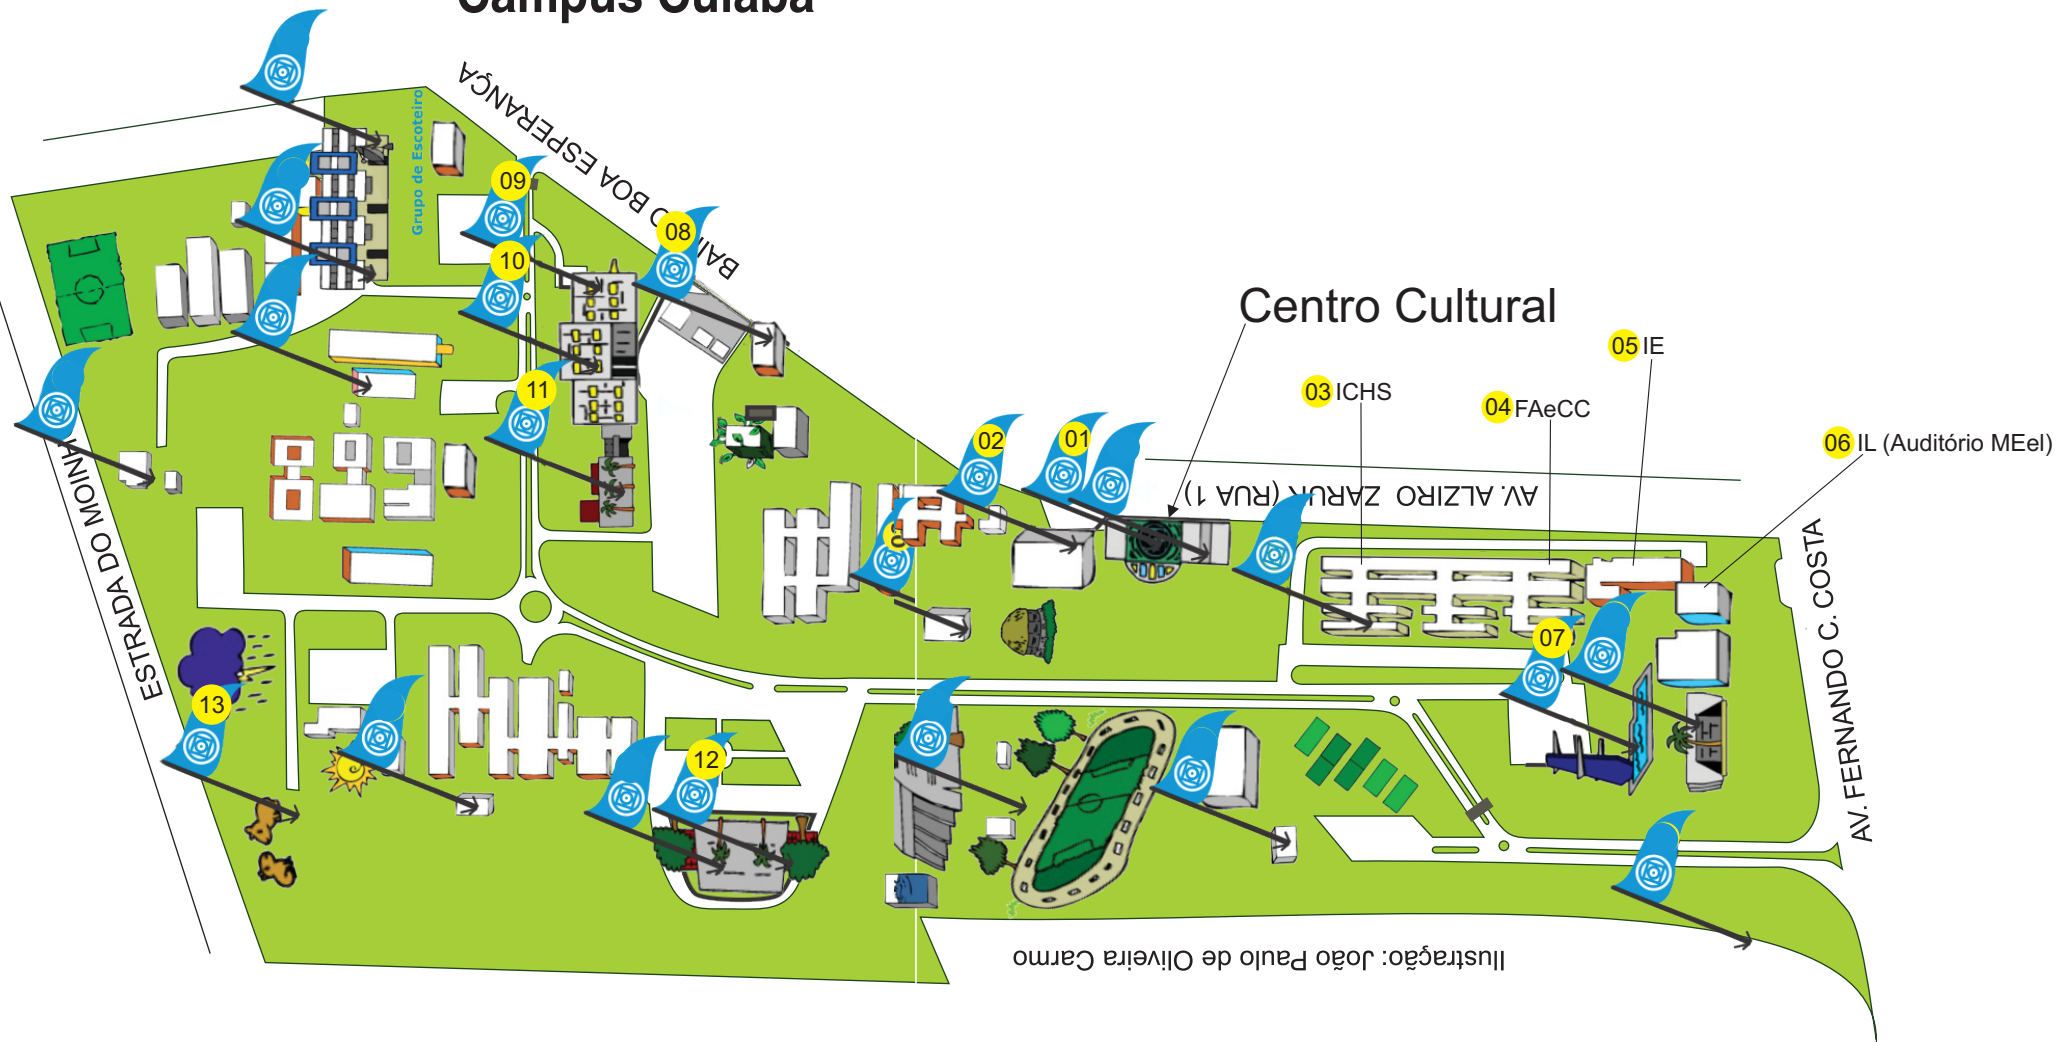 Campus Cuiabá
BAIRRO BOA ESPERANÇA
Grupo de Escoteiro
09
08
10
11
Centro Cultural
05 IE
03 ICHS
04 FAeCC
06 IL (Auditório MEel)
02
01
AV. ALZIRO ZARUR (RUA 1)
ESTRADA DO MOINHO
AV. FERNANDO C. COSTA
07
13
12
Ilustração: João Paulo de Oliveira Carmo